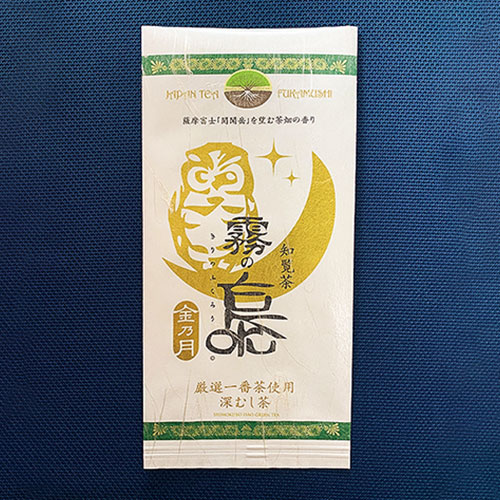 JAPAN TEA FUKAMUSHI
薩摩富士「開聞岳」を望む茶畑の香り
知覧茶
霧の梟
きりのふくろう。
金乃月
厳選一番茶使用
深むし茶